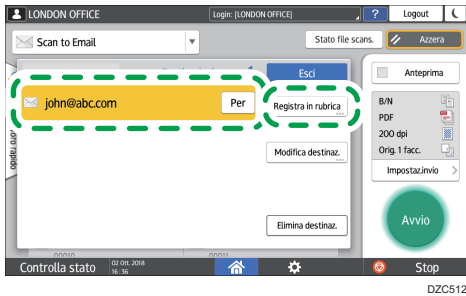 LONDON OFFICE
Login: [LONDON OFFICE]
?
Logout
Scan to Email
Stato file scans.
Azzera
Esci
Anteprima
john@abc.com
Per
Registra in rubrica
...
B/N
PDF
200 dpi
Orig. 1 facc.
Modifica destinaz.
...
Impostaz.invio
Avvio
Elimina destinaz.
00010
00011
Controlla stato
02 Ott. 2018
16:36
Stop
DZC512